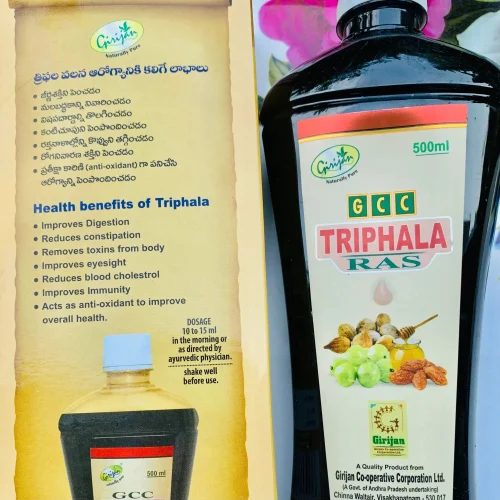 Girijan
Naturally Pure
త్రిఫల వలన ఆరోగ్యానికి కలిగే లాభాలు
• జీర్ణశక్తిని పెంచడం
• మలబద్ధకాన్ని నివారించడం
• విషపదార్థాన్ని తొలగించడం
• కంటిచూపుని పెంపొందించడం
• రక్తనాళాల్లోన్ని కొవ్వుని తగ్గించడం
• రోగనివారణ శక్తిని పెంచడం
• ప్రతీక్షా కారిణి (anti-oxidant) గా పనిచేసి
ఆరోగ్యాన్ని పెంపొందించడం
Health benefits of Triphala
• Improves Digestion
• Reduces constipation
• Removes toxins from body
• Improves eyesight
• Reduces blood cholestrol
• Improves Immunity
• Acts as anti-oxidant to improve
overall health.
DOSAGE
10 to 15 ml
in the morning or
as directed by
ayurvedic physician.
shake well
before use.
500 ml
GCC
Girijan
Naturally Pure
500ml
GCC
TRIPHALA
RAS
Girijan
A Quality Product from
Girijan Co-operative Corporation Ltd.
(A Govt. of Andhra Pradesh undertaking)
Chinna Waltair, Visakhapatnam - 530 017